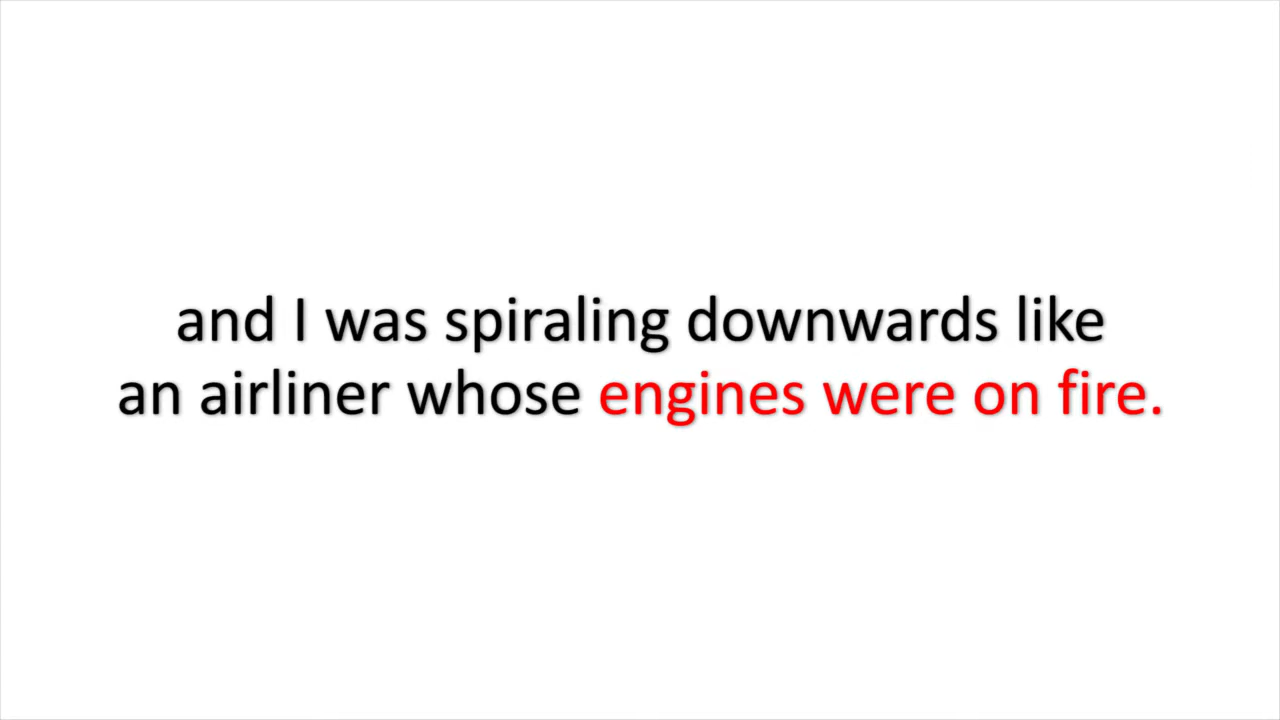 and I was spiraling downwards like
an airliner whose engines were on fire.